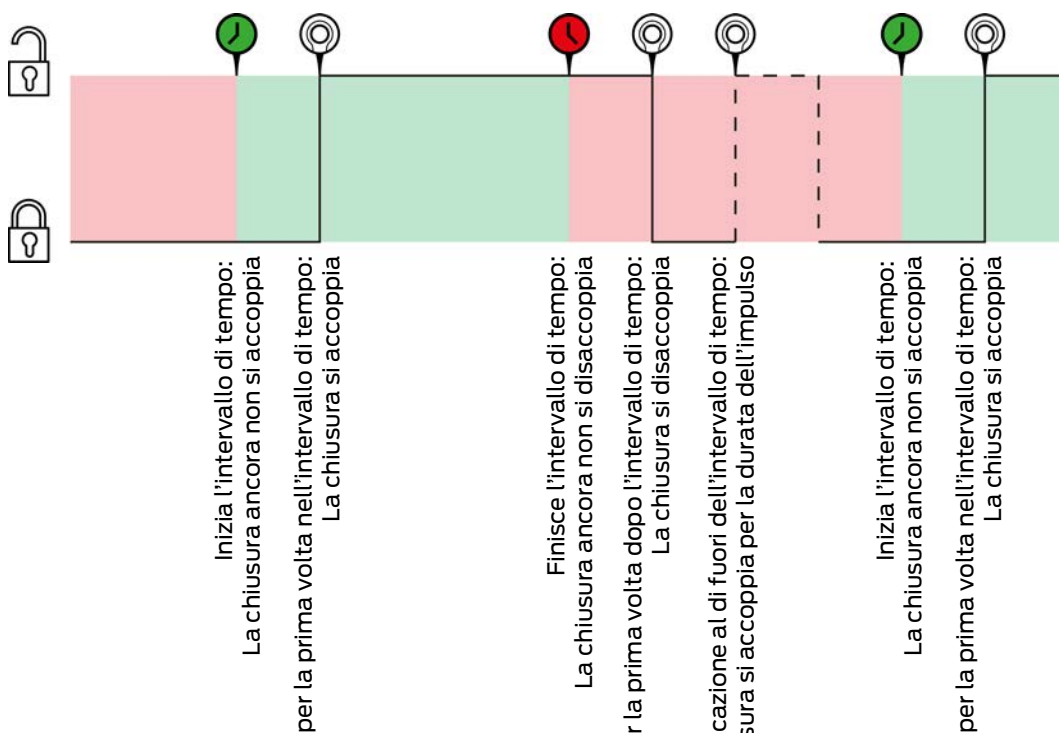 Inizia l'intervallo di tempo:
La chiusura ancora non si accoppia
per la prima volta nell'intervallo di tempo:
La chiusura si accoppia
Finisce l'intervallo di tempo:
La chiusura ancora non si disaccoppia
la prima volta dopo l'intervallo di tempo:
La chiusura si disaccoppia
al di fuori dell'intervallo di tempo:
si accoppia per la durata dell'impulso
Inizia l'intervallo di tempo:
La chiusura ancora non si accoppia
per la prima volta nell'intervallo di tempo:
La chiusura si accoppia